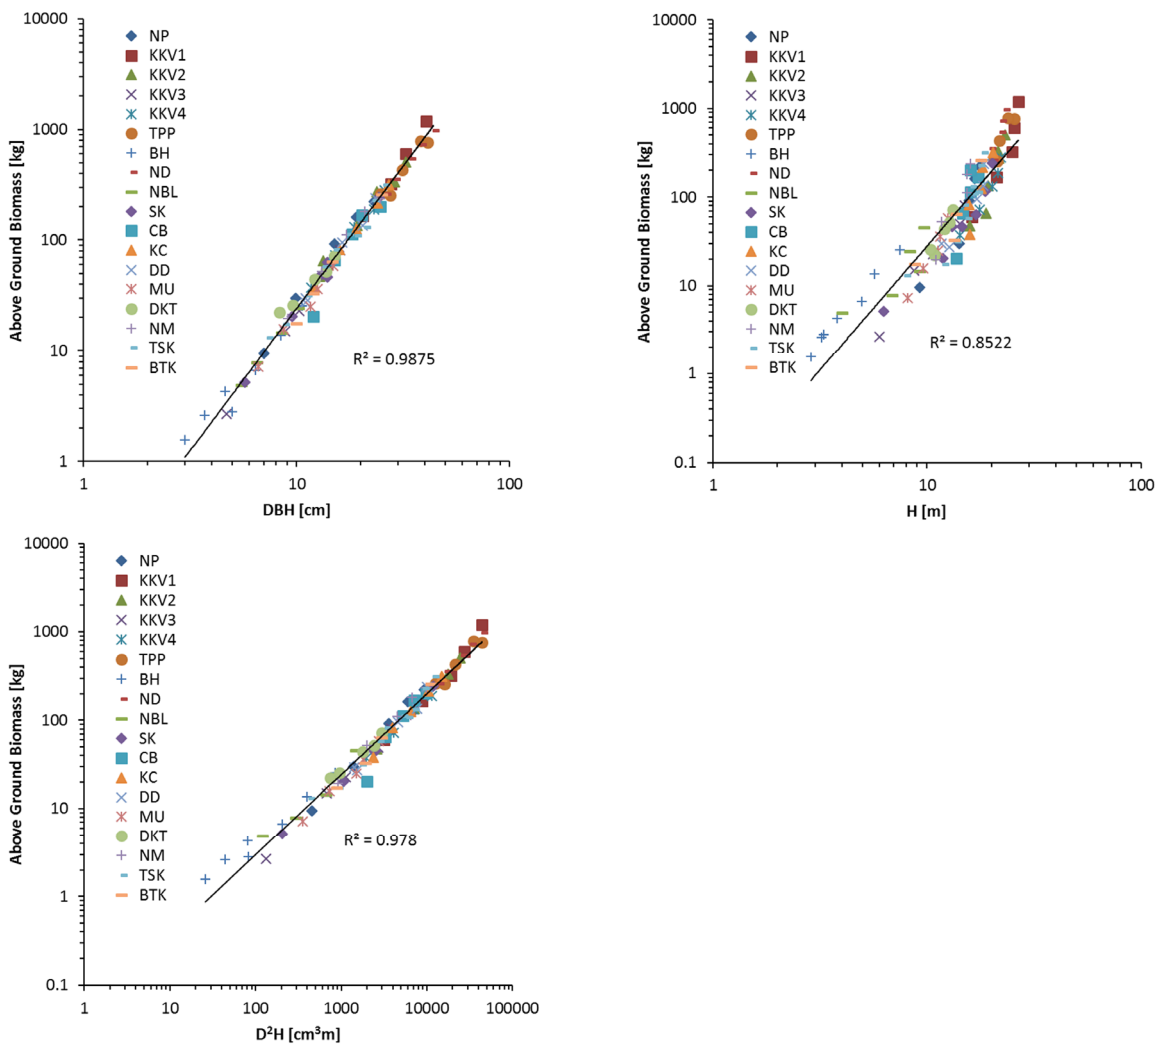 10000
1000
100
10
1
1
10
100
Above Ground Biomass [kg]
DBH [cm]
NP
KKV1
KKV2
KKV3
KKV4
TPP
BH
ND
NBL
SK
CB
KC
DD
MU
DKT
NM
TSK
BTK
R² = 0.9875
10000
1000
100
10
1
0.1
1
10
100
Above Ground Biomass [kg]
H [m]
NP
KKV1
KKV2
KKV3
KKV4
TPP
BH
ND
NBL
SK
CB
KC
DD
MU
DKT
NM
TSK
BTK
R² = 0.8522
10000
1000
100
10
1
0.1
1
10
100
1000
10000
100000
Above Ground Biomass [kg]
D²H [cm³m]
NP
KKV1
KKV2
KKV3
KKV4
TPP
BH
ND
NBL
SK
CB
KC
DD
MU
DKT
NM
TSK
BTK
R² = 0.978